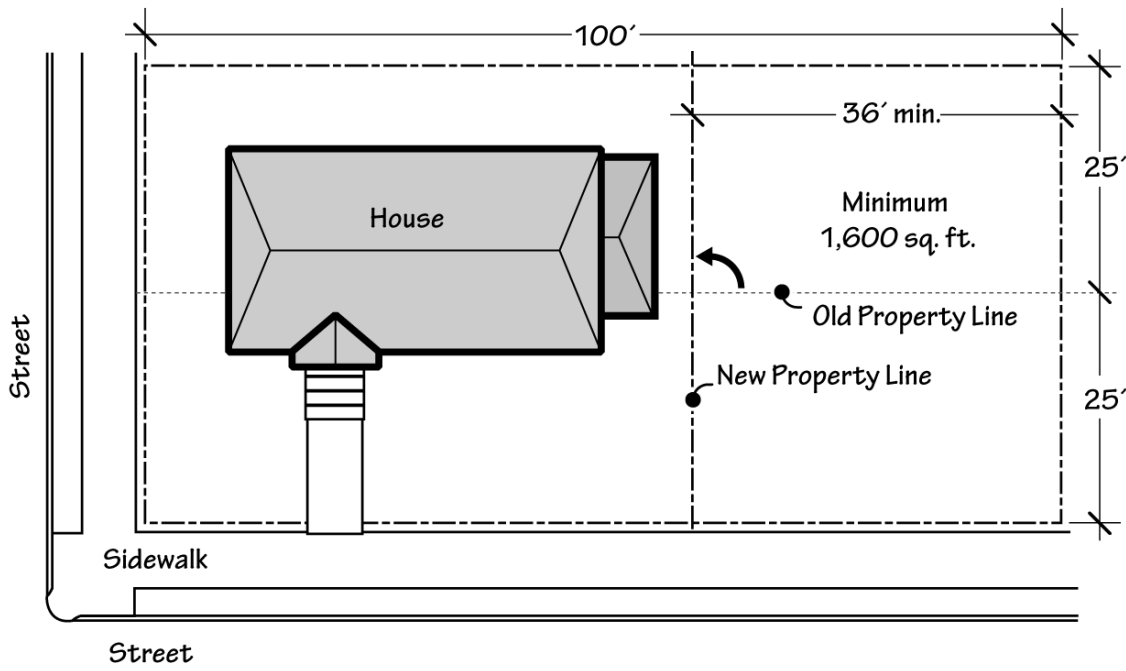 100′
36′ min.
25′
House
Minimum
1,600 sq. ft.
Old Property Line
Street
New Property Line
25′
Sidewalk
Street